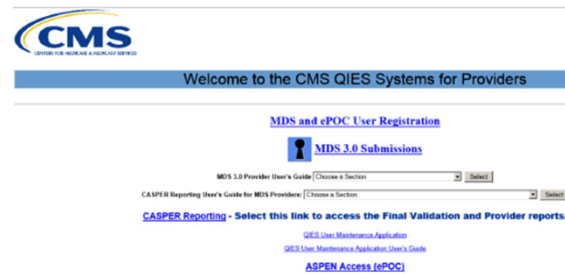 CMS
CENTERS FOR MEDICARE & MEDICAID SERVICES
Welcome to the CMS QIES Systems for Providers
MDS and ePOC User Registration
MDS 3.0 Submissions
MDS 3.0 Provider User's Guide Choose a Section Select
CASPER Reporting User's Guide for MDS Providers: Choose a Section Select
CASPER Reporting - Select this link to access the Final Validation and Provider reports.
QIES User Maintenance Application
QIES User Maintenance Application User's Guide
ASPEN Access (ePOC)